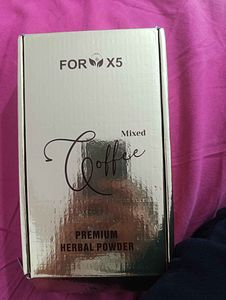 FOR X5
Mixed
Coffee
PREMIUM
HERBAL POWDER